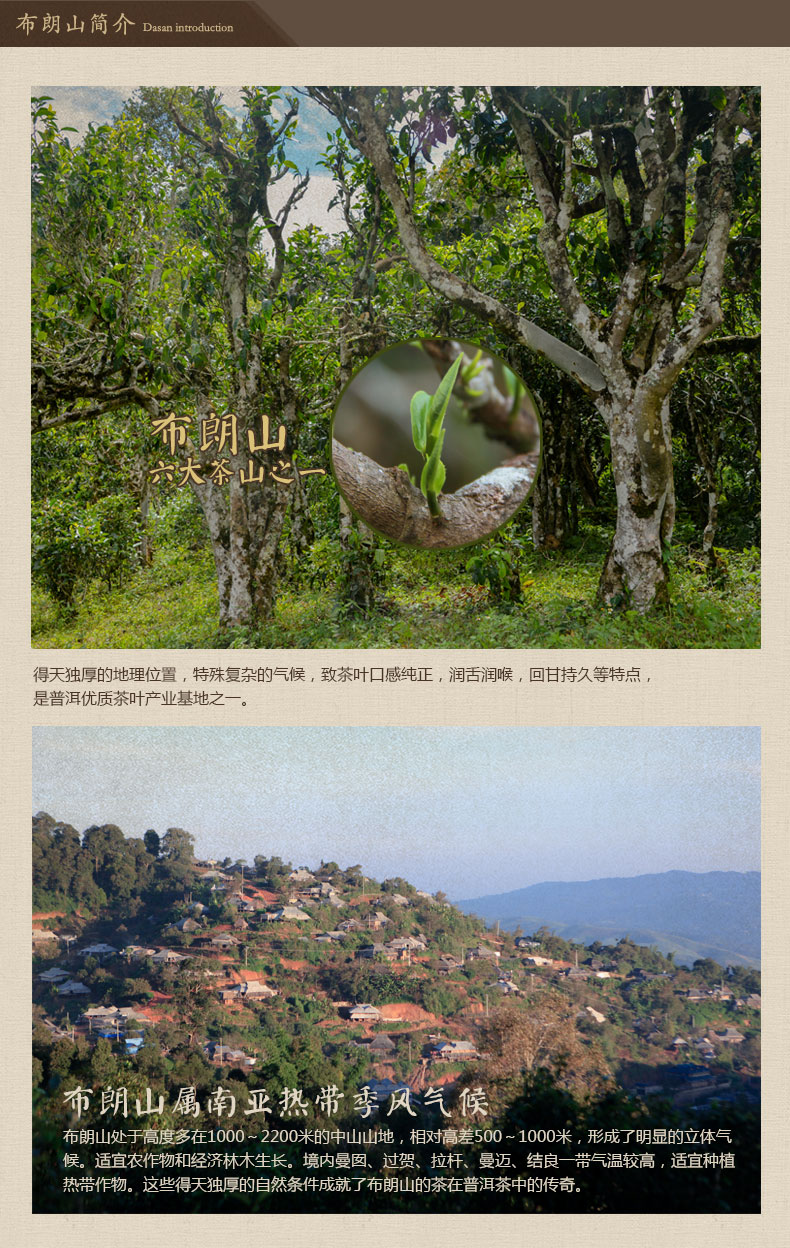 布朗山简介 Dasan introduction
布朗山
六大茶山之一
得天独厚的地理位置，特殊复杂的气候，致茶叶口感纯正，润舌润喉，回甘持久等特点，
是普洱优质茶叶产业基地之一。
布朗山属南亚热带季风气候
布朗山处于高度多在1000～2200米的中山山地，相对高差500～1000米，形成了明显的立体气
候。适宜农作物和经济林木生长。境内曼囡、过贺、拉杆、曼迈、结良一带气温较高，适宜种植
热带作物。这些得天独厚的自然条件成就了布朗山的茶在普洱茶中的传奇。